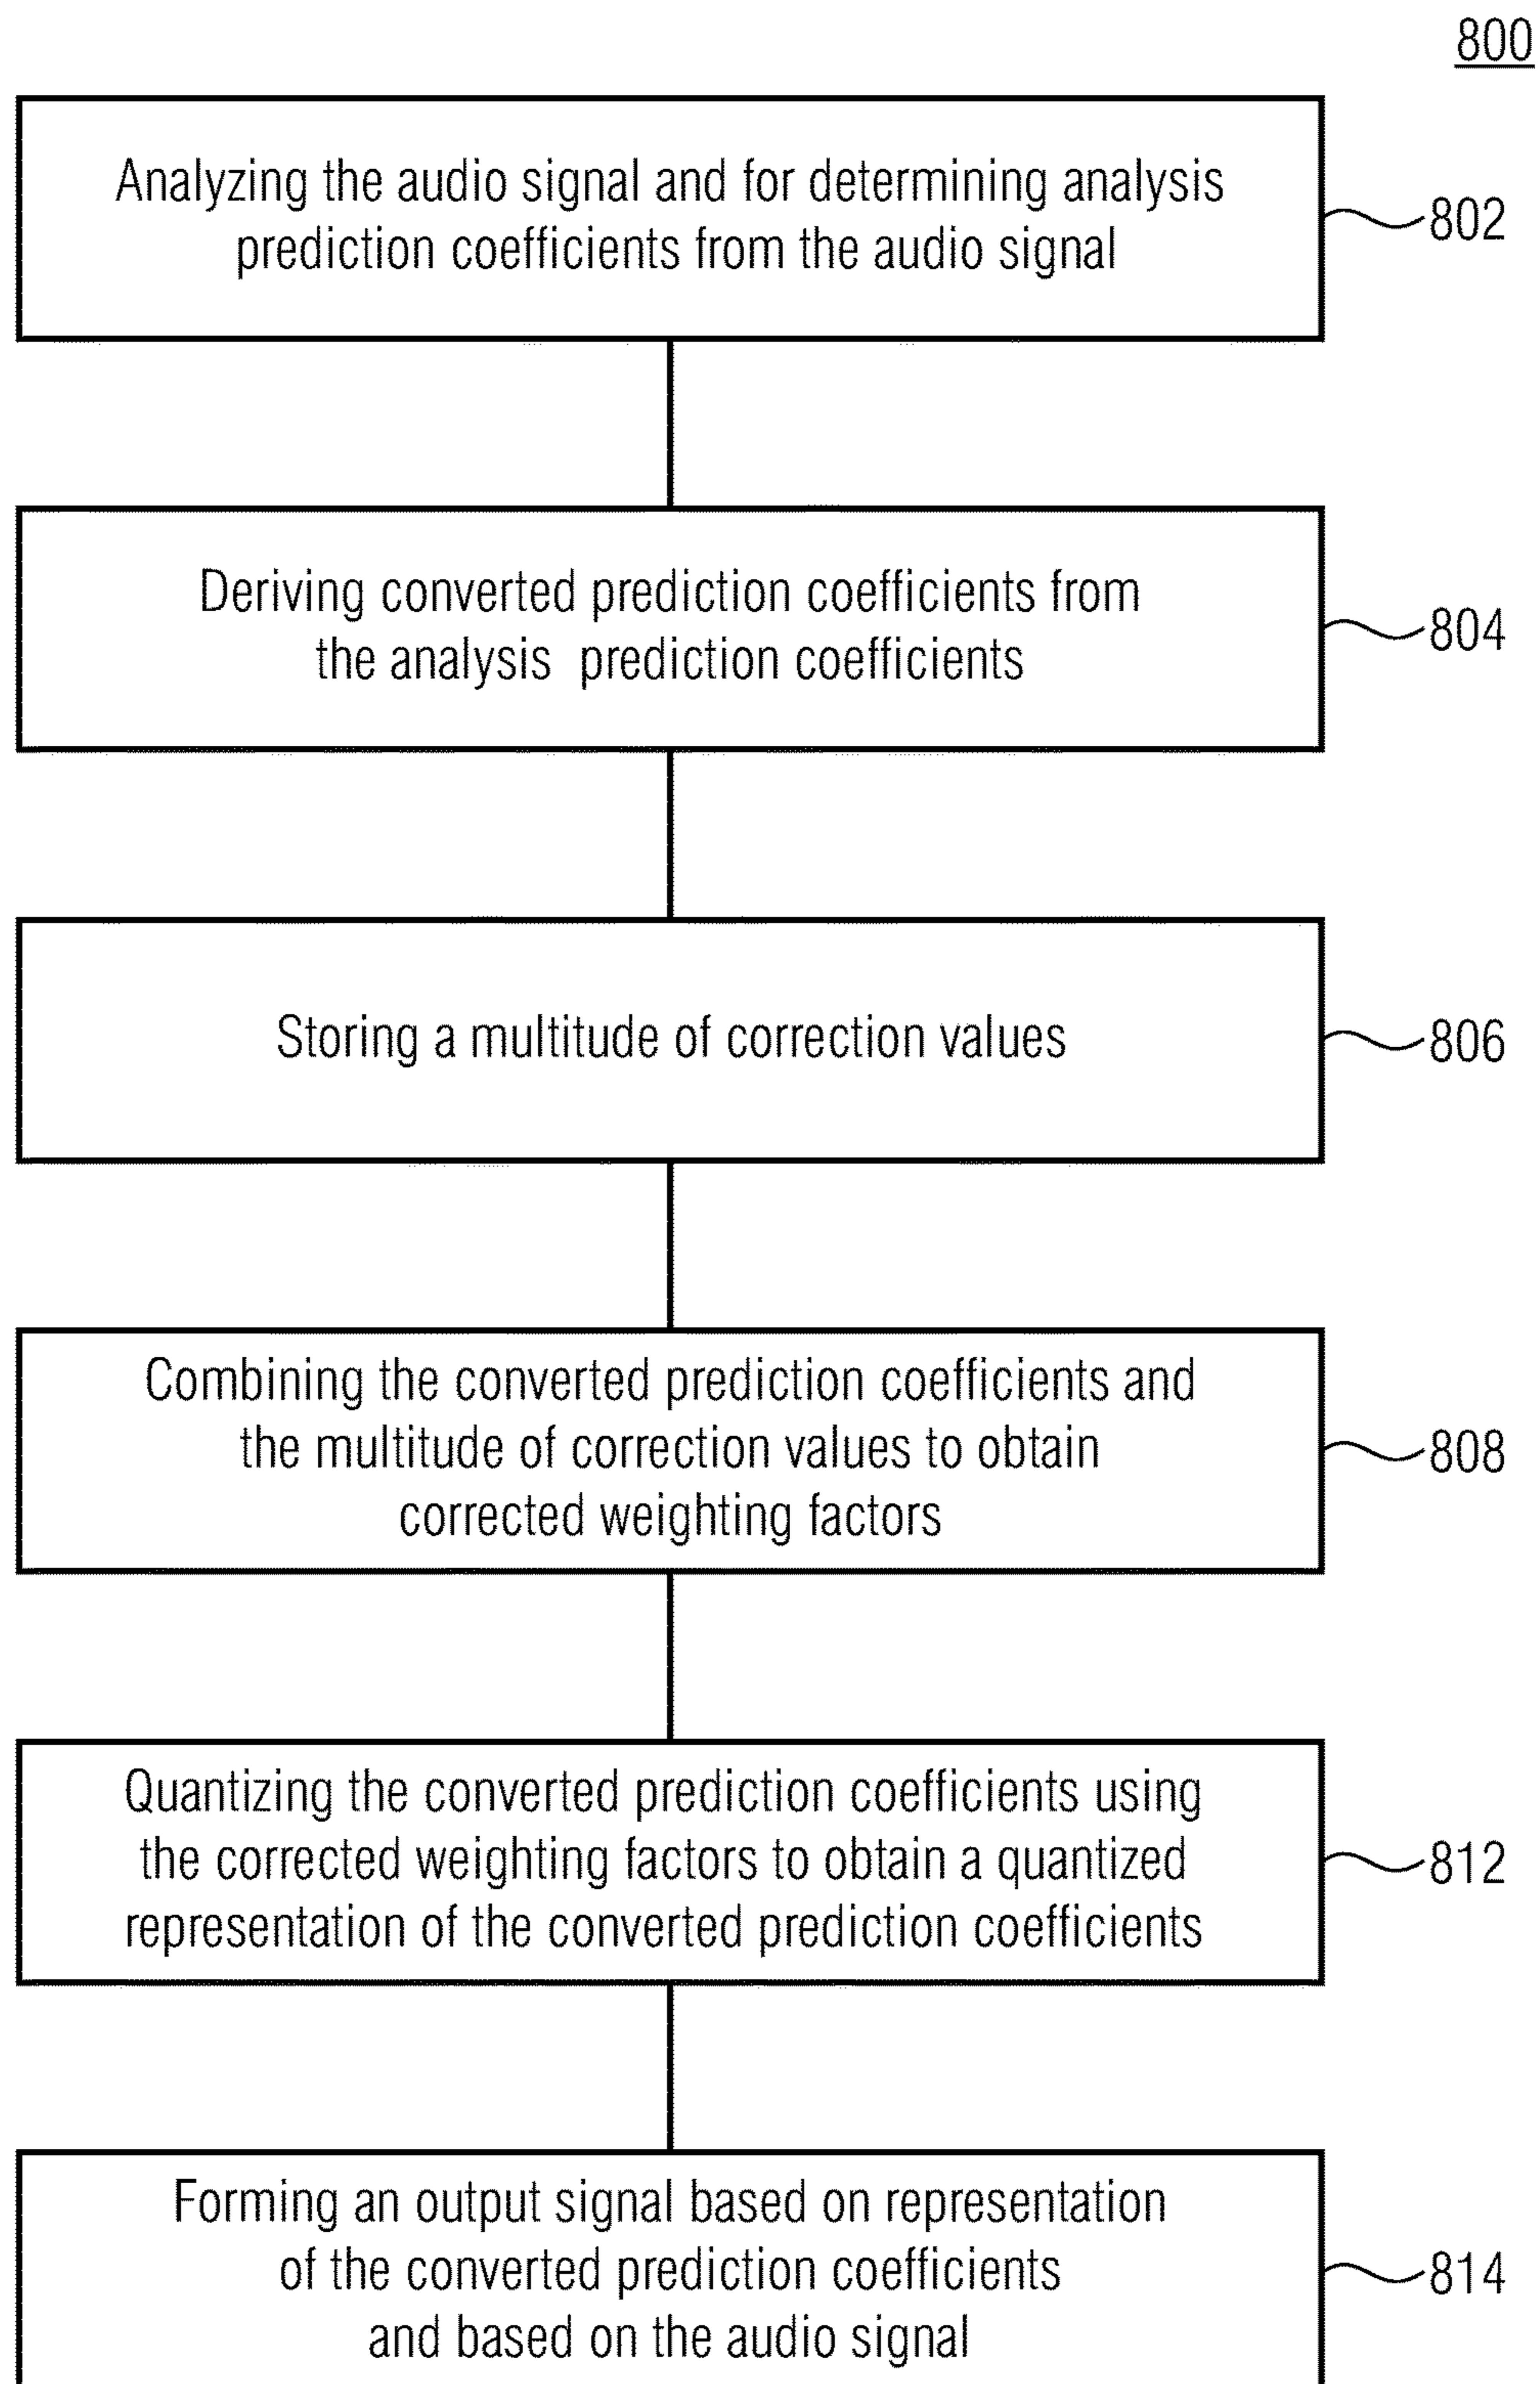 800
Analyzing the audio signal and for determining analysis
prediction coefficients from the audio signal
802
Deriving converted prediction coefficients from
the analysis  prediction coefficients
804
Storing a multitude of correction values
806
Combining the converted prediction coefficients and
the multitude of correction values to obtain
corrected weighting factors
808
Quantizing the converted prediction coefficients using
the corrected weighting factors to obtain a quantized
representation of the converted prediction coefficients
812
Forming an output signal based on representation
of the converted prediction coefficients
and based on the audio signal
814